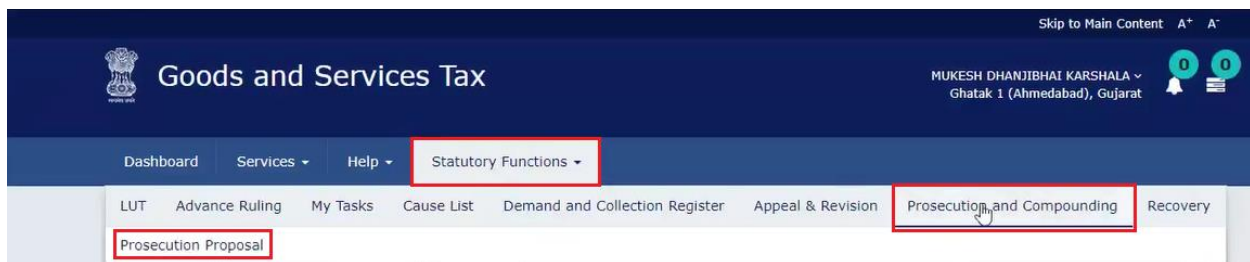 Skip to Main Content A+ A-
Goods and Services Tax
MUKESH DHANJIBHAI KARSHALA
Ghatak 1 (Ahmedabad), Gujarat
0 0
Dashboard Services Help Statutory Functions
LUT Advance Ruling My Tasks Cause List Demand and Collection Register Appeal & Revision Prosecution and Compounding Recovery
Prosecution Proposal